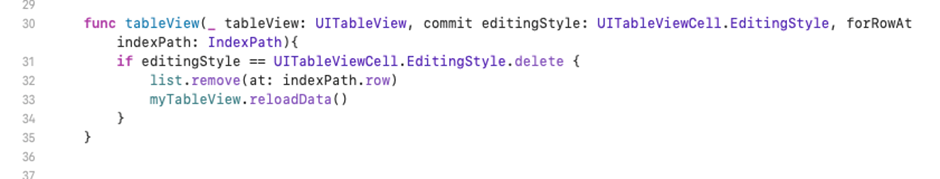 29
30 func tableView(_ tableView: UITableView, commit editingStyle: UITableViewCell.EditingStyle, forRowAt
indexPath: IndexPath){
31 if editingStyle == UITableViewCell.EditingStyle.delete {
32 list.remove(at: indexPath.row)
33 myTableView.reloadData()
34 }
35 }
36
37